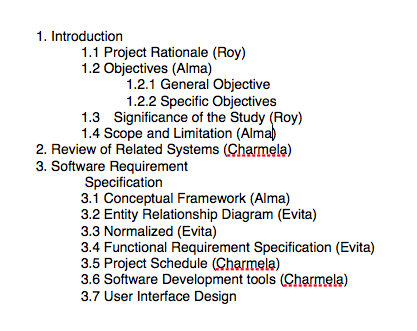 1. Introduction
1.1 Project Rationale (Roy)
1.2 Objectives (Alma)
1.2.1 General Objective
1.2.2 Specific Objectives
1.3 Significance of the Study (Roy)
1.4 Scope and Limitation (Alma)
2. Review of Related Systems (Charmela)
3. Software Requirement
Specification
3.1 Conceptual Framework (Alma)
3.2 Entity Relationship Diagram (Evita)
3.3 Normalized (Evita)
3.4 Functional Requirement Specification (Evita)
3.5 Project Schedule (Charmela)
3.6 Software Development tools (Charmela)
3.7 User Interface Design